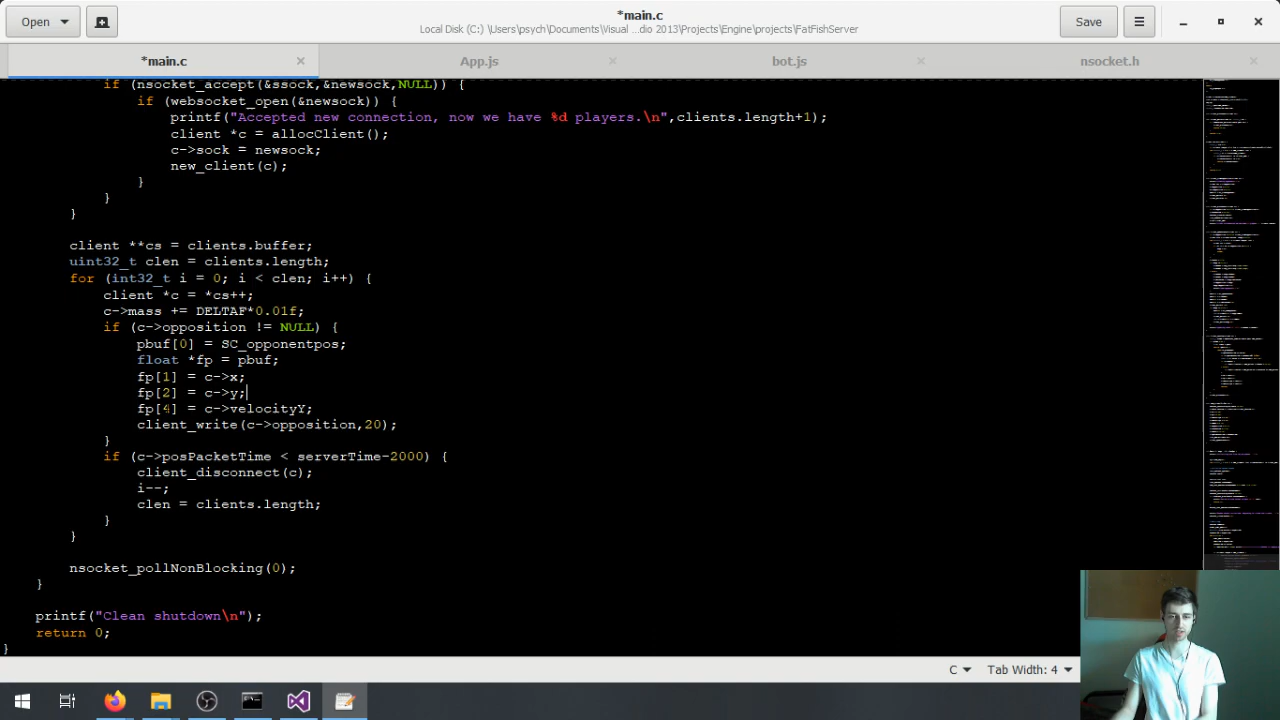 Open
*main.c
Local Disk (C:) \Users\psych\Documents\Visual ...dio 2013\Projects\Engine\projects\FatFishServer
Save
*main.c
App.js
bot.js
nsocket.h
if (nsocket_accept(&ssock,&newsock,NULL)) {
if (websocket_open(&newsock)) {
printf("Accepted new connection, now we have %d players.\n",clients.length+1);
client *c = allocClient();
c->sock = newsock;
new_client(c);
}
}
}
client **cs = clients.buffer;
uint32_t clen = clients.length;
for (int32_t i = 0; i < clen; i++) {
client *c = *cs++;
c->mass += DELTAF*0.01f;
if (c->opposition != NULL) {
pbuf[0] = SC_opponentpos;
float *fp = pbuf;
fp[1] = c->x;
fp[2] = c->y;
fp[4] = c->velocityY;
client_write(c->opposition,20);
}
if (c->posPacketTime < serverTime-2000) {
client_disconnect(c);
i--;
clen = clients.length;
}
}
nsocket_pollNonBlocking(0);
}
printf("Clean shutdown\n");
return 0;
}
C
Tab Width: 4